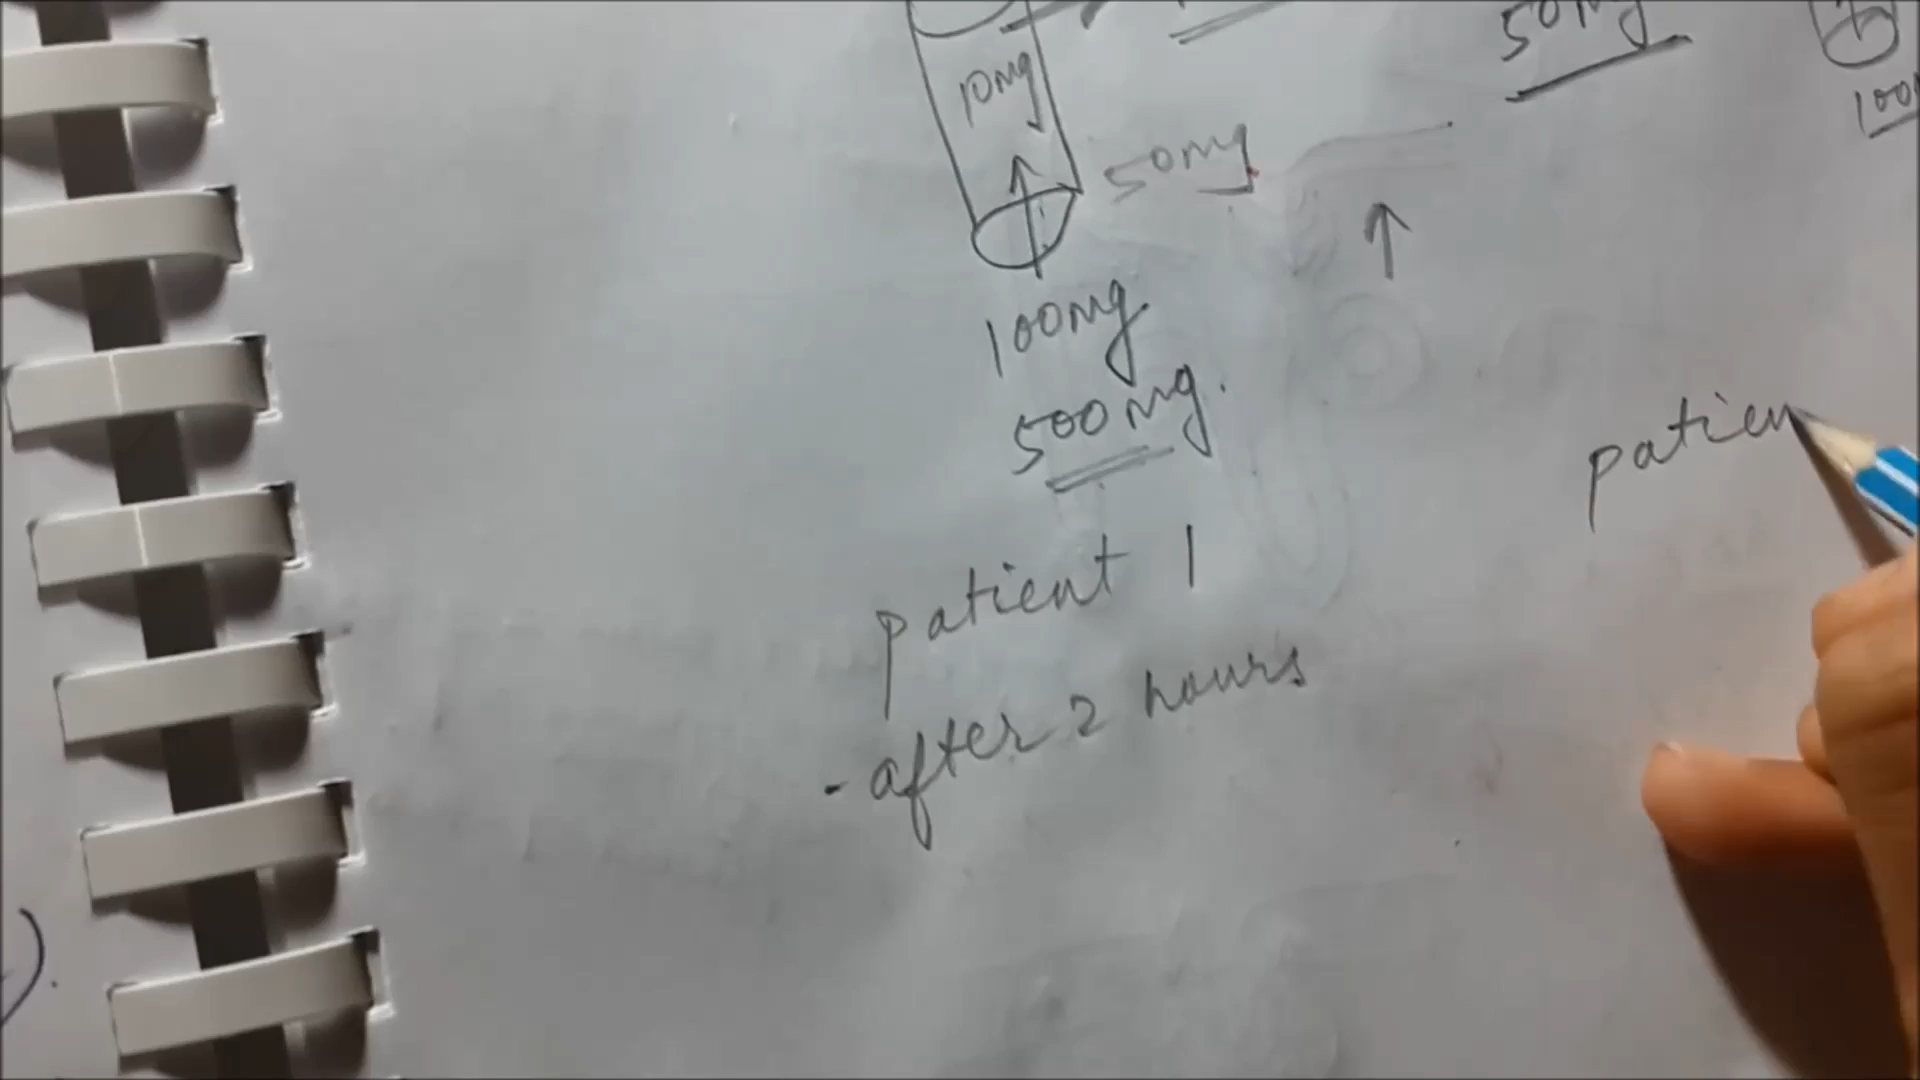 50mg
10mg
100
50mg
100mg
500mg.
patien
patient 1
- after 2 hours